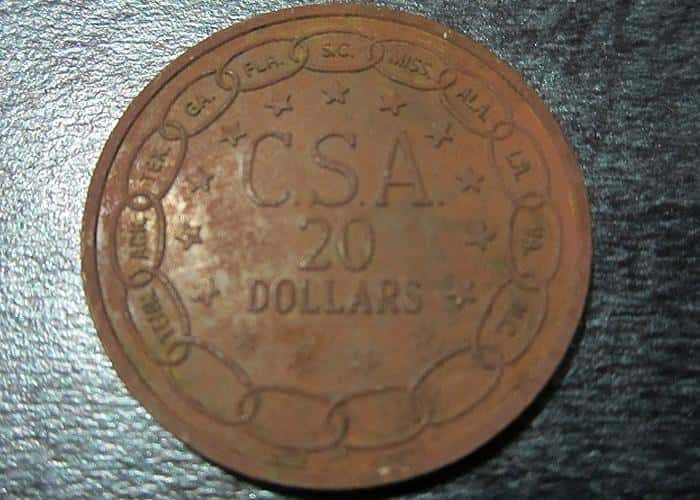 TENN.
ARK.
TEX.
GA.
FLA.
S.C.
MISS.
ALA.
LA.
VA.
N.C.
C.S.A.
20
DOLLARS